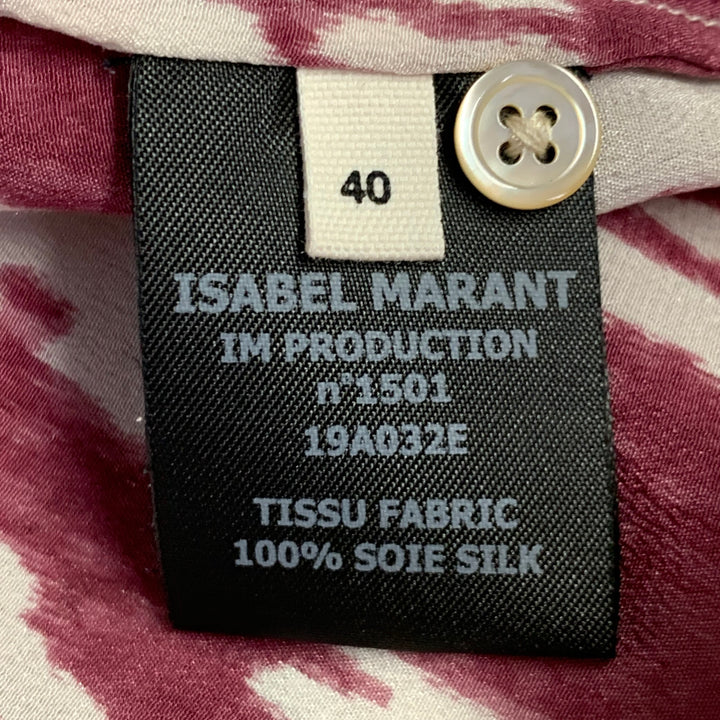 40
ISABEL MARANT
IM PRODUCTION
n°1501
19A032E
TISSU FABRIC
100% SOIE SILK